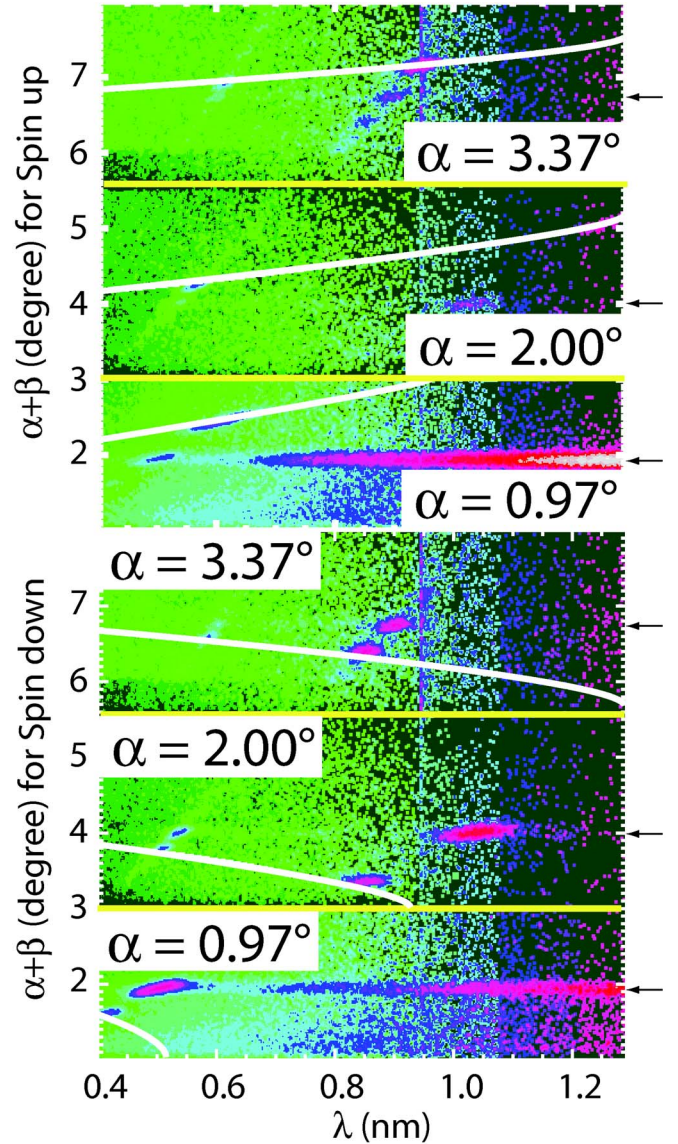 α+β (degree) for Spin up
7
6
α = 3.37°
5
4
α = 2.00°
3
2
α = 0.97°
α+β (degree) for Spin down
α = 3.37°
7
6
α = 2.00°
5
4
3
α = 0.97°
2
0.4 0.6 0.8 1.0 1.2
λ (nm)